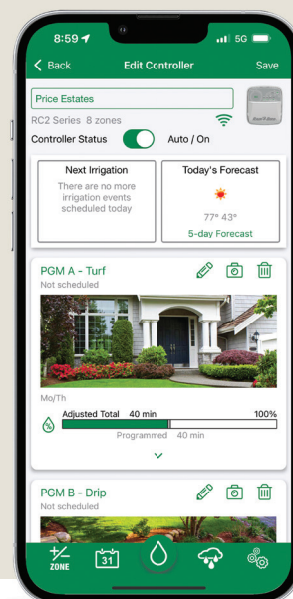 8:59 5G
Back Edit Controller Save
Price Estates
RC2 Series 8 zones
Controller Status Auto / On
Rain Bird
Next Irrigation
There are no more
irrigation events
scheduled today
Today's Forecast
77° 43°
5-day Forecast
PGM A - Turf
Not scheduled
Mo/Th
Adjusted Total 40 min 100%
%
Programmed 40 min
PGM B - Drip
Not scheduled
+/-
ZONE
31